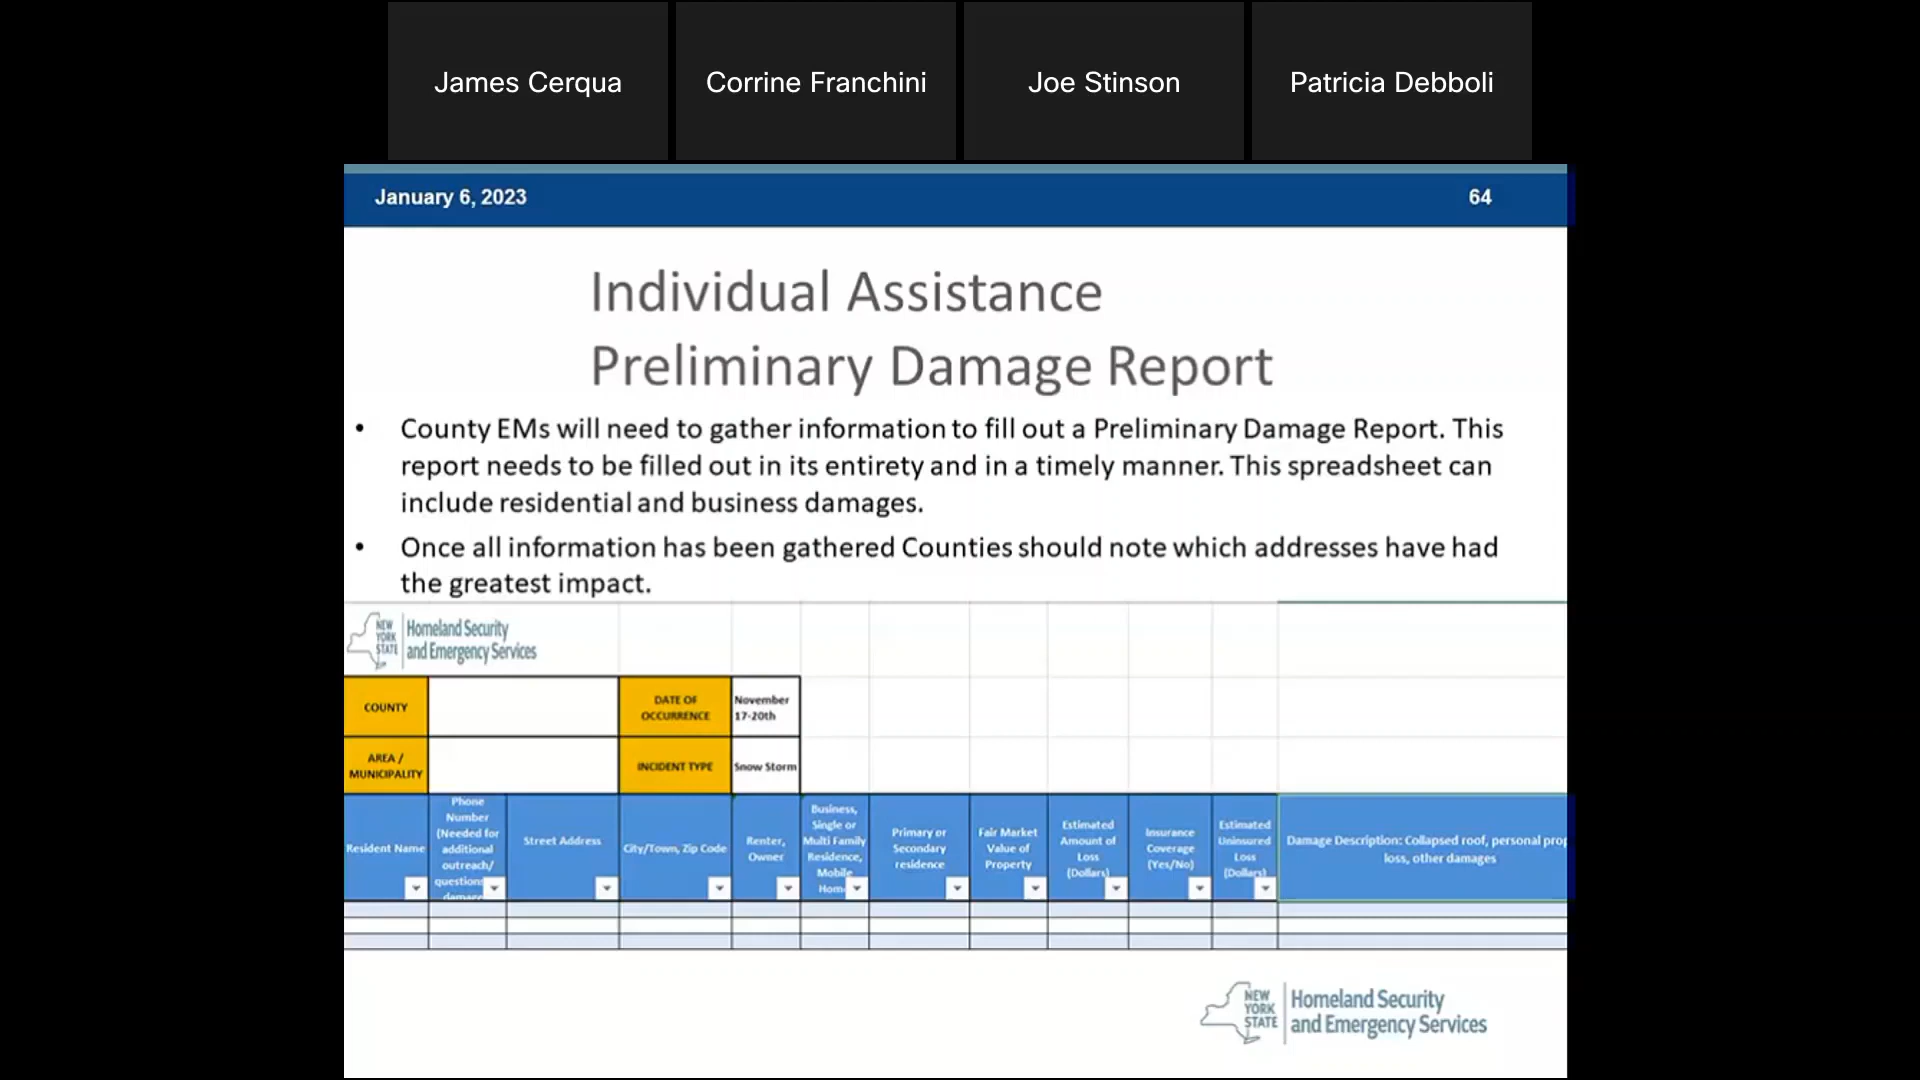 James Cerqua
Corrine Franchini
Joe Stinson
Patricia Debboli
January 6, 2023
64
Individual Assistance
Preliminary Damage Report
• County EMs will need to gather information to fill out a Preliminary Damage Report. This
report needs to be filled out in its entirety and in a timely manner. This spreadsheet can
include residential and business damages.
• Once all information has been gathered Counties should note which addresses have had
the greatest impact.
NEW
YORK
STATE
Homeland Security
and Emergency Services
COUNTY
DATE OF
OCCURRENCE
November
17-20th
AREA /
MUNICIPALITY
INCIDENT TYPE
Snow Storm
Resident Name
Phone
Number
(Needed for
additional
outreach/
question
Street Address
City/Town, Zip Code
Renter,
Owner
Business,
Single or
Multi Family
Residence,
Mobile
Hom
Primary or
Secondary
residence
Fair Market
Value of
Property
Estimated
Amount of
Loss
(Dollars)
Insurance
Coverage
(Yes/No)
Estimated
Uninsured
Loss
(Dollars)
Damage Description: Collapsed roof, personal prop
loss, other damages
NEW
YORK
STATE
Homeland Security
and Emergency Services